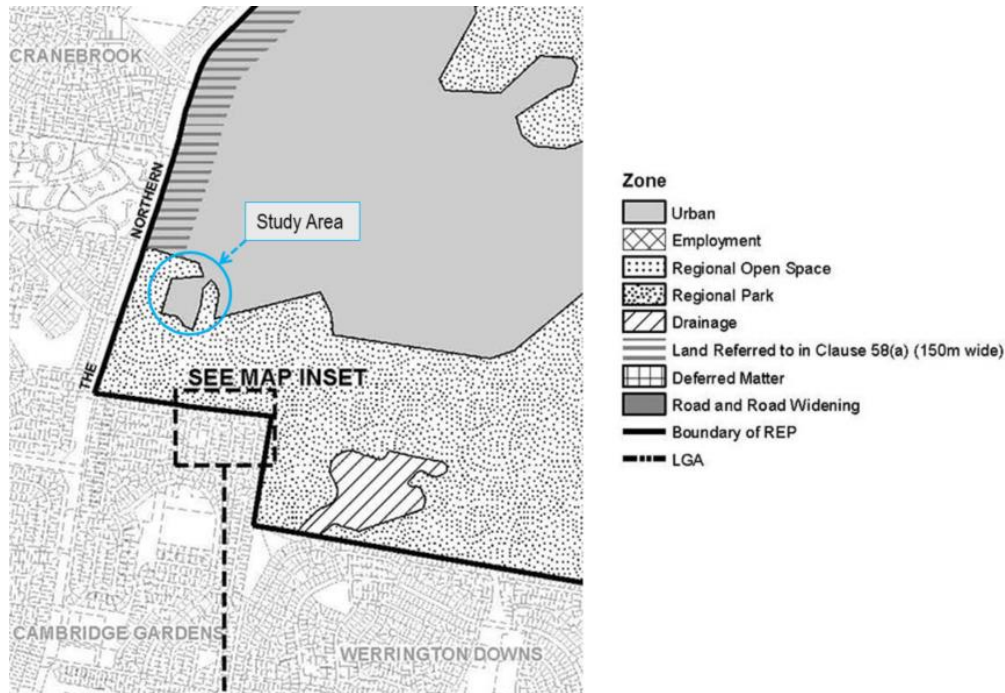 CRANEBROOK
NORTHERN
THE
Study Area
SEE MAP INSET
CAMBRIDGE GARDENS
WERRINGTON DOWNS
Zone
Urban
Employment
Regional Open Space
Regional Park
Drainage
Land Referred to in Clause 58(a) (150m wide)
Deferred Matter
Road and Road Widening
Boundary of REP
LGA